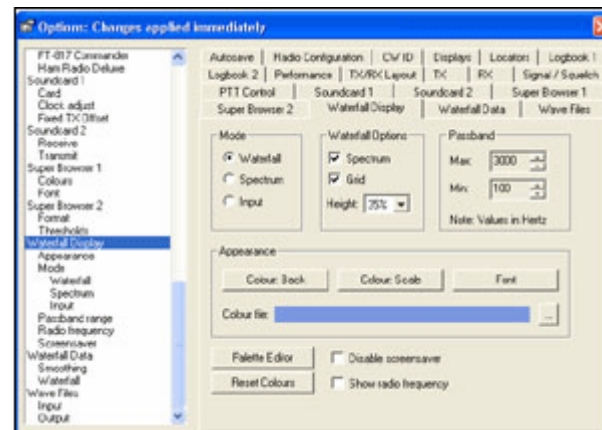 Options: Changes applied immediately
FT-817 Commander
Ham Radio Deluxe
Soundcard 1
Card
Clock adjust
Fixed TX Offset
Soundcard 2
Receive
Transmit
Super Browser 1
Colours
Font
Super Browser 2
Format
Thresholds
Waterfall Display
Appearance
Mode
Waterfall
Spectrum
Input
Passband range
Radio frequency
Screensaver
Waterfall Data
Smoothing
Waterfall
Wave Files
Input
Output
Autosave
Radio Configuration
CW ID
Displays
Locators
Logbook 1
Logbook 2
Performance
TX/RX Layout
TX
RX
Signal / Squelch
PTT Control
Soundcard 1
Soundcard 2
Super Browser 1
Super Browser 2
Waterfall Display
Waterfall Data
Wave Files
Mode
Waterfall
Spectrum
Input
Waterfall Options
Spectrum
Grid
Height: 35%
Passband
Max: 3000
Min: 100
Note: Values in Hertz
Appearance
Colour: Back
Colour: Scale
Font
Colour file:
...
Palette Editor
Disable screensaver
Reset Colours
Show radio frequency